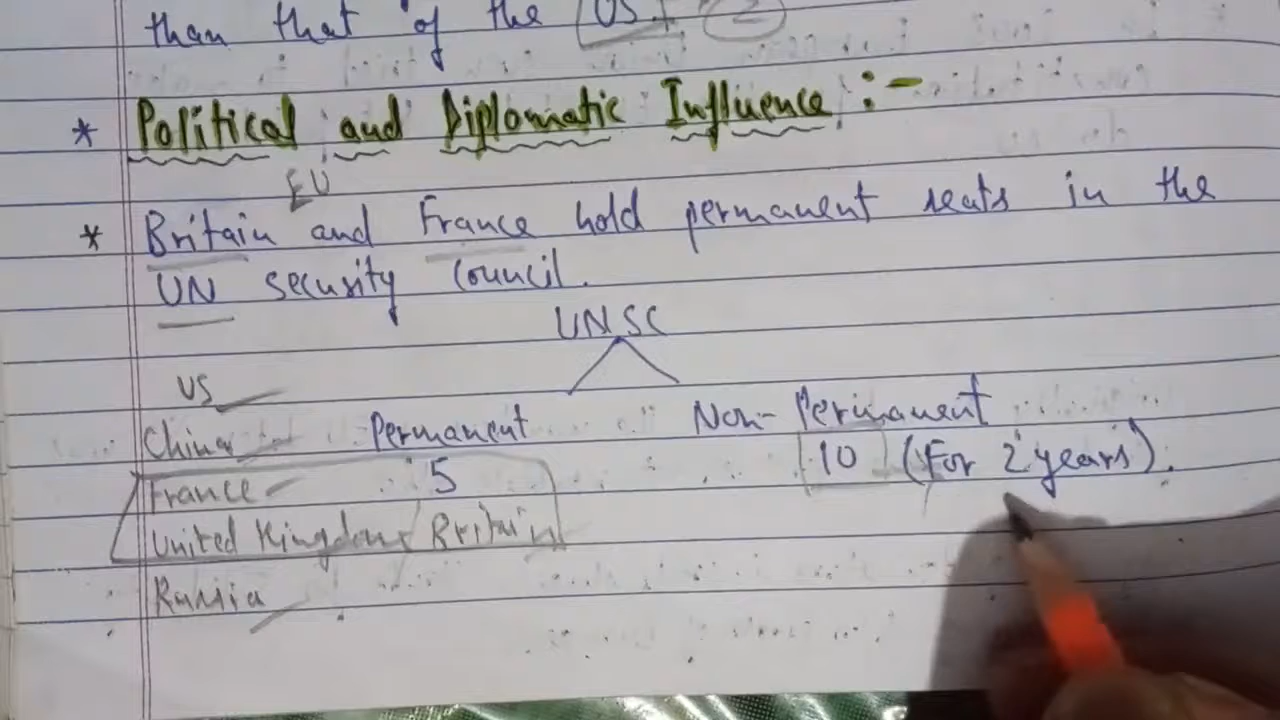 than that of the US. 2
* Political and Diplomatic Influence :-
EU
* Britain and France hold permanent seats in the
UN security council.
UNSC
US
China Permanent Non-Permanent
France 5 10 (For 2 years).
United Kingdom / Britain
Russia